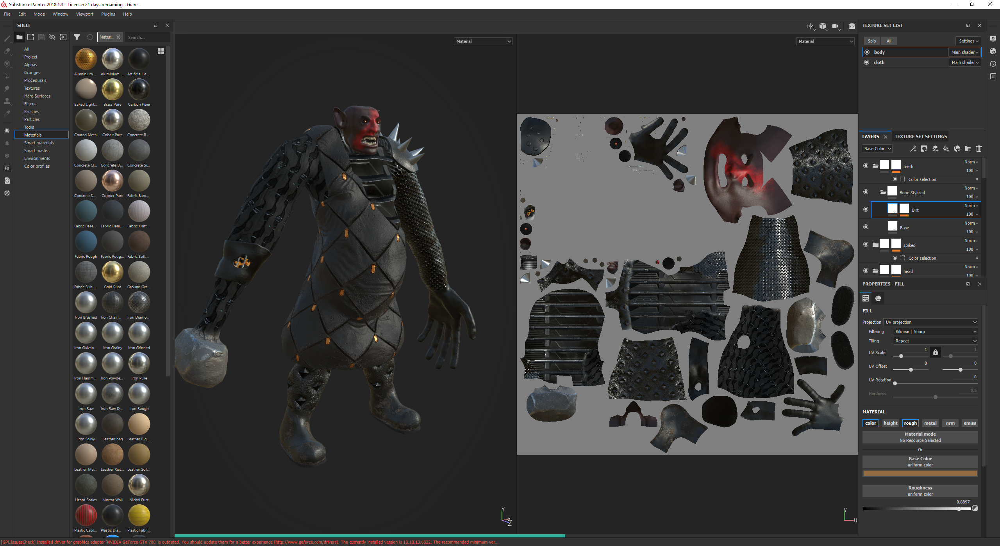 Substance Painter 2018.1.3 - License: 21 days remaining - Giant
File Edit Mode Window Viewport Plugins Help
SHELF
Materi.. Search...
All
Project
Alphas
Grunges
Procedurals
Textures
Hard Surfaces
Filters
Brushes
Particles
Tools
Materials
Smart materials
Smart masks
Environments
Color profiles
Aluminium ... Aluminium ... Artificial Le...
Baked Light... Brass Pure Carbon Fiber
Coated Metal Cobalt Pure Concrete B...
Concrete Cl... Concrete D... Concrete Si...
Concrete S... Copper Pure Fabric Bam...
Fabric Base... Fabric Deni... Fabric Knitt...
Fabric Rough Fabric Roug... Fabric Soft ...
Fabric Suit ... Gold Pure Ground Gra...
Iron Brushed Iron Chain... Iron Diamo...
Iron Galvan... Iron Grainy Iron Grinded
Iron Hamm... Iron Powde... Iron Pure
Iron Raw Iron Raw D... Iron Rough
Iron Shiny Leather bag Leather Big ...
Leather Me... Leather Rou... Leather Sof...
Lizard Scales Mortar Wall Nickel Pure
Plastic Cabl... Plastic Dia... Plastic Fabri...
Ps
Material
Material
Y
X
Z
V
U
TEXTURE SET LIST
Solo All Settings
body Main shader
cloth Main shader
LAYERS TEXTURE SET SETTINGS
Base Color
teeth Norm 100
Color selection
Bone Stylized Norm 100
Dirt Norm 100
Base Norm 100
spikes Norm 100
Color selection
head Norm 100
PROPERTIES - FILL
FILL
Projection UV projection
Filtering Bilinear | Sharp
Tiling Repeat
UV Scale 1 1
UV Offset 0 0
UV Rotation 0
Hardness 0.5
MATERIAL
color height rough metal nrm emiss
Material mode
No Resource Selected
Or
Base Color
uniform color
Roughness
uniform color
0.8897
[GPUIssuesCheck] Installed driver for graphics adapter 'NVIDIA GeForce GTX 780' is outdated. You should update them for a better experience (http://www.geforce.com/drivers). The currently installed version is 10.18.13.6822. The recommended minimum ver...